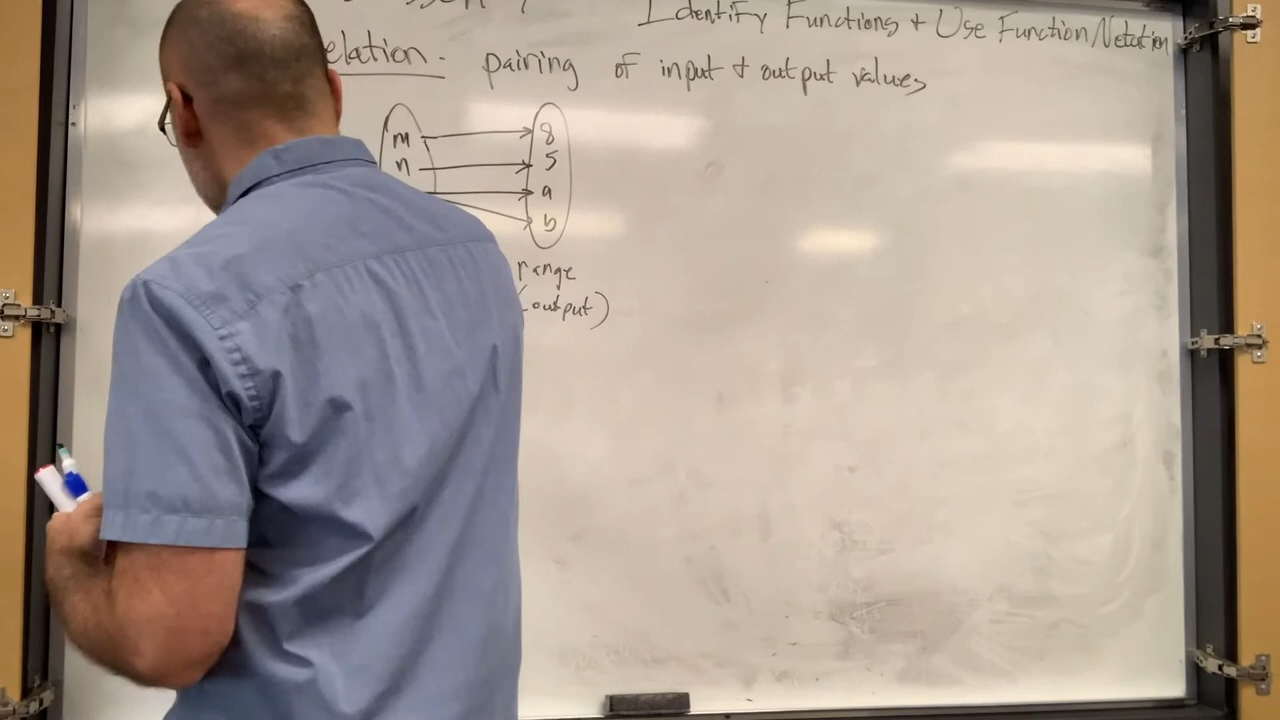 Identify Functions + Use Function Notation
elation - pairing of input + output values
m 8
n 5
a
b
range
(output)